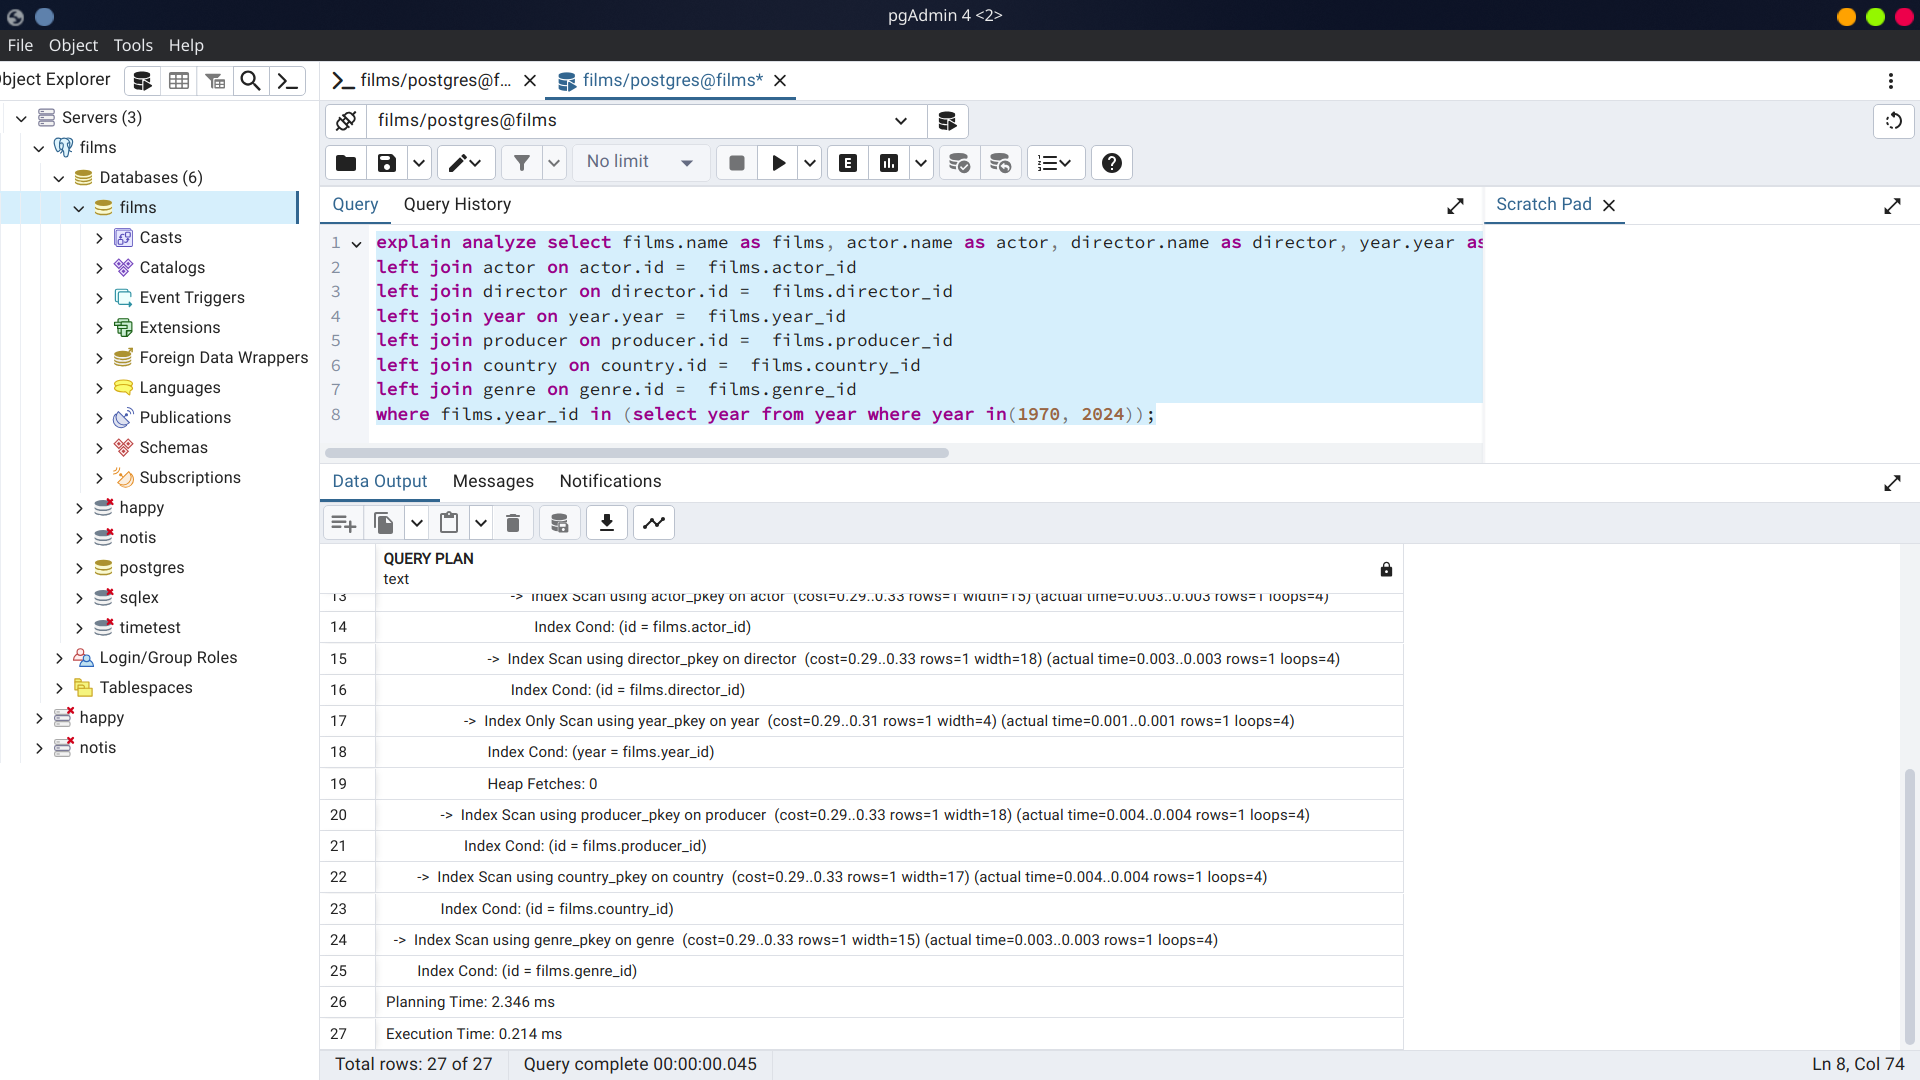 pgAdmin 4 <2>
File Object Tools Help
bject Explorer
films/postgres@f...
films/postgres@films*
Servers (3)
films
Databases (6)
films
Casts
Catalogs
Event Triggers
Extensions
Foreign Data Wrappers
Languages
Publications
Schemas
Subscriptions
happy
notis
postgres
sqlex
timetest
Login/Group Roles
Tablespaces
happy
notis
films/postgres@films
No limit
E
Query Query History
Scratch Pad
1 explain analyze select films.name as films, actor.name as actor, director.name as director, year.year as
2 left join actor on actor.id =  films.actor_id
3 left join director on director.id =  films.director_id
4 left join year on year.year =  films.year_id
5 left join producer on producer.id =  films.producer_id
6 left join country on country.id =  films.country_id
7 left join genre on genre.id =  films.genre_id
8 where films.year_id in (select year from year where year in(1970, 2024));
Data Output Messages Notifications
QUERY PLAN
text
13 -> Index Scan using actor_pkey on actor (cost=0.29..0.33 rows=1 width=15) (actual time=0.003..0.003 rows=1 loops=4)
14 Index Cond: (id = films.actor_id)
15 -> Index Scan using director_pkey on director (cost=0.29..0.33 rows=1 width=18) (actual time=0.003..0.003 rows=1 loops=4)
16 Index Cond: (id = films.director_id)
17 -> Index Only Scan using year_pkey on year (cost=0.29..0.31 rows=1 width=4) (actual time=0.001..0.001 rows=1 loops=4)
18 Index Cond: (year = films.year_id)
19 Heap Fetches: 0
20 -> Index Scan using producer_pkey on producer (cost=0.29..0.33 rows=1 width=18) (actual time=0.004..0.004 rows=1 loops=4)
21 Index Cond: (id = films.producer_id)
22 -> Index Scan using country_pkey on country (cost=0.29..0.33 rows=1 width=17) (actual time=0.004..0.004 rows=1 loops=4)
23 Index Cond: (id = films.country_id)
24 -> Index Scan using genre_pkey on genre (cost=0.29..0.33 rows=1 width=15) (actual time=0.003..0.003 rows=1 loops=4)
25 Index Cond: (id = films.genre_id)
26 Planning Time: 2.346 ms
27 Execution Time: 0.214 ms
Total rows: 27 of 27 Query complete 00:00:00.045 Ln 8, Col 74